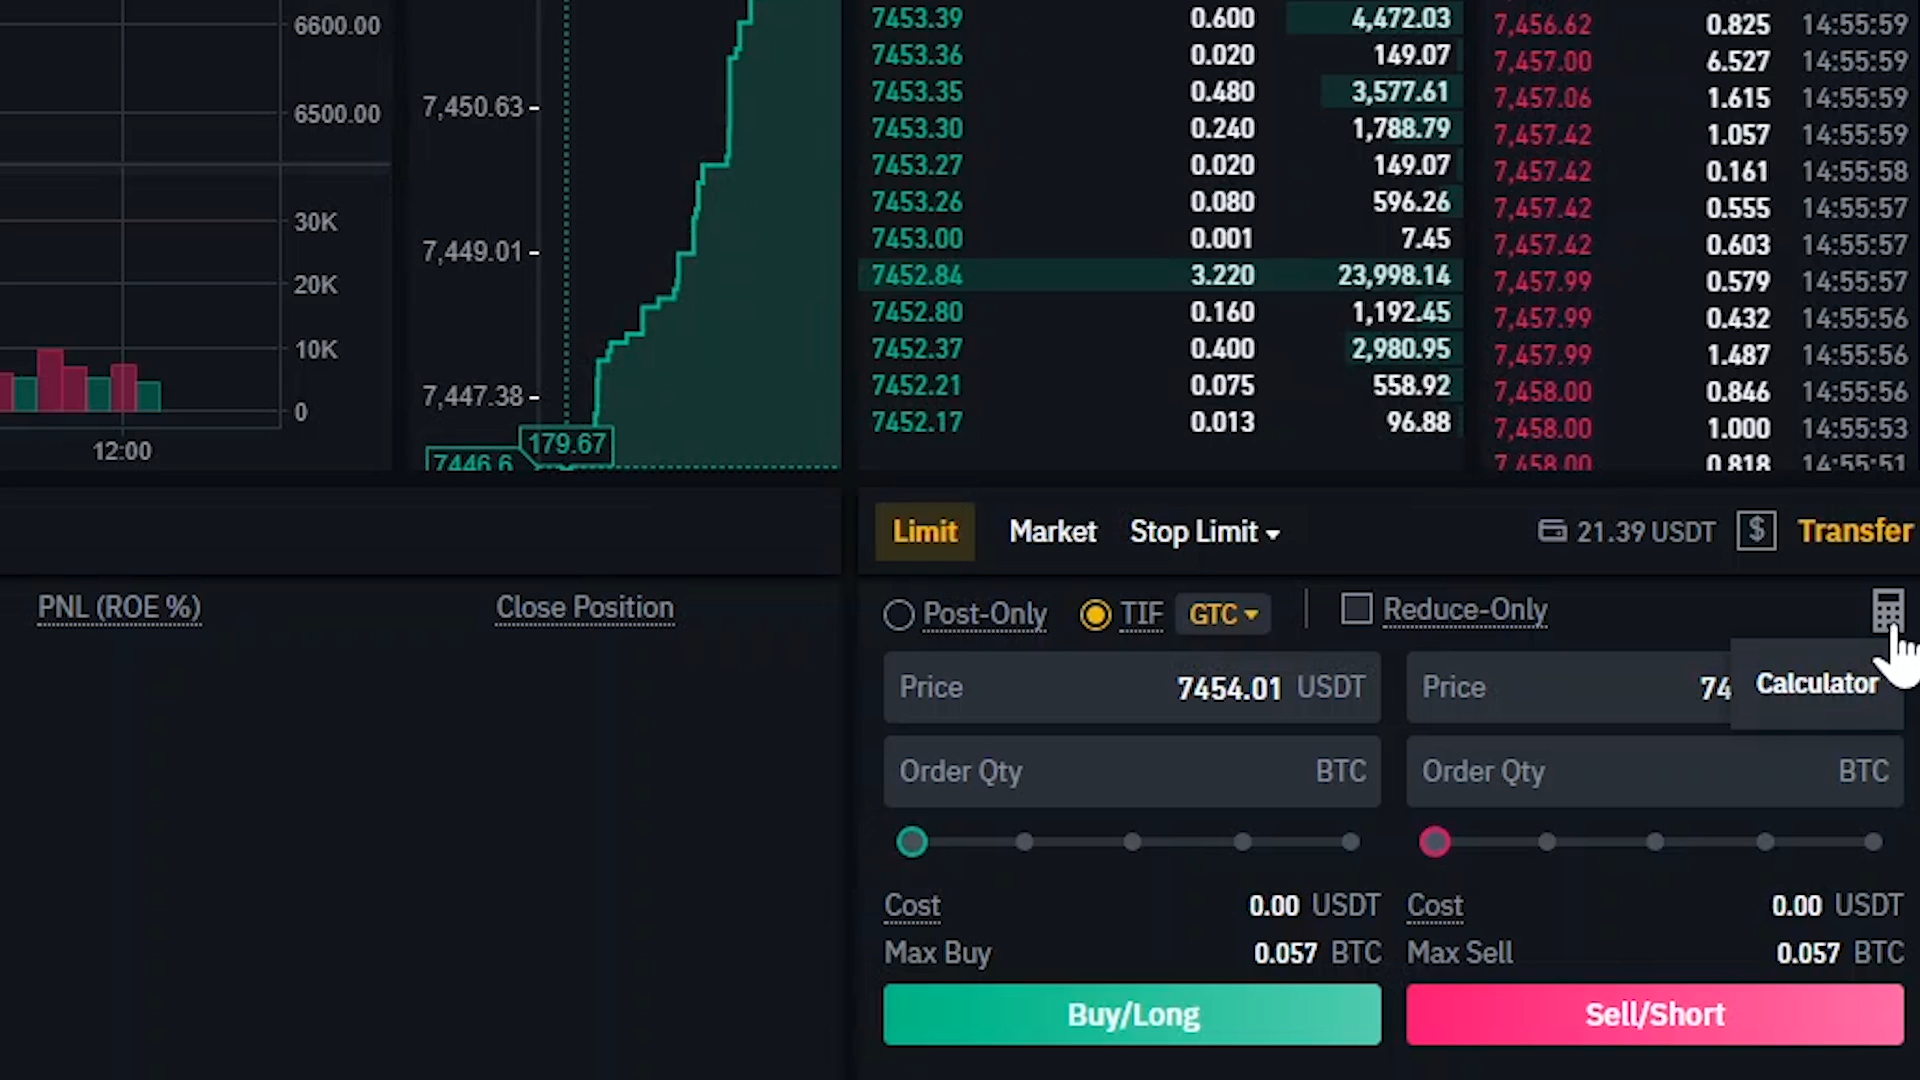 6600.00
6500.00
30K
20K
10K
0
12:00
7,450.63
7,449.01
7,447.38
179.67
7446.6
7453.39 0.600 4,472.03
7453.36 0.020 149.07
7453.35 0.480 3,577.61
7453.30 0.240 1,788.79
7453.27 0.020 149.07
7453.26 0.080 596.26
7453.00 0.001 7.45
7452.84 3.220 23,998.14
7452.80 0.160 1,192.45
7452.37 0.400 2,980.95
7452.21 0.075 558.92
7452.17 0.013 96.88
7,456.62 0.825 14:55:59
7,457.00 6.527 14:55:59
7,457.06 1.615 14:55:59
7,457.42 1.057 14:55:59
7,457.42 0.161 14:55:58
7,457.42 0.555 14:55:57
7,457.42 0.603 14:55:57
7,457.99 0.579 14:55:57
7,457.99 0.432 14:55:56
7,457.99 1.487 14:55:56
7,458.00 0.846 14:55:56
7,458.00 1.000 14:55:53
7,458.00 0.818 14:55:51
PNL (ROE %) Close Position
Limit Market Stop Limit 21.39 USDT $ Transfer
Post-Only TIF GTC Reduce-Only
Price 7454.01 USDT Price 74
Calculator
Order Qty BTC Order Qty BTC
Cost 0.00 USDT Cost 0.00 USDT
Max Buy 0.057 BTC Max Sell 0.057 BTC
Buy/Long Sell/Short